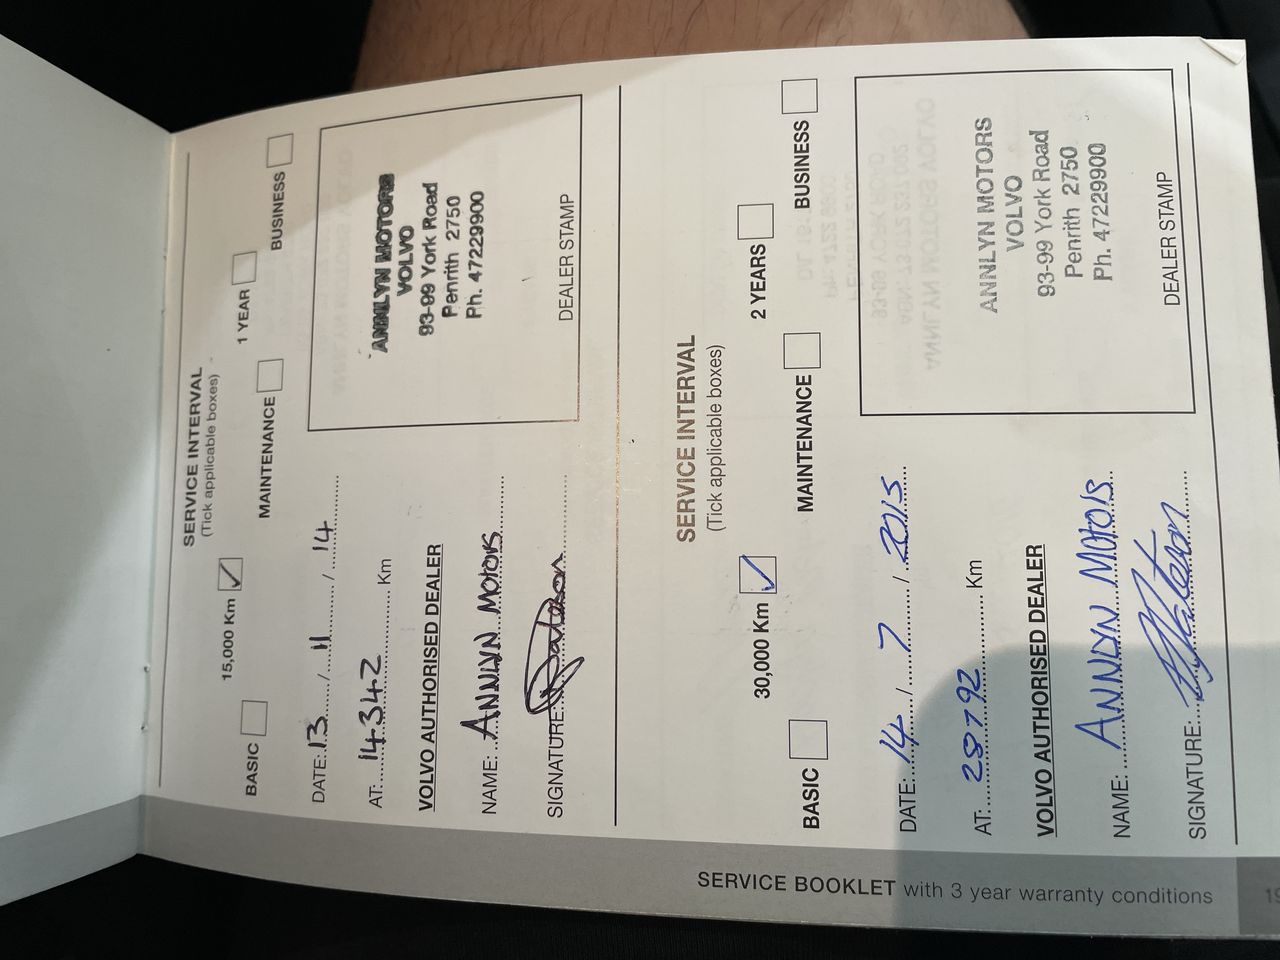 SERVICE INTERVAL
(Tick applicable boxes)
15,000 Km ✓ 1 YEAR
BASIC MAINTENANCE BUSINESS
DATE: 13 / 11 / 14
AT: 14342 Km
VOLVO AUTHORISED DEALER
NAME: ANNLYN MOTORS
SIGNATURE:
ANNLYN MOTORS
VOLVO
93-99 York Road
Penrith 2750
Ph. 47229900
DEALER STAMP
SERVICE INTERVAL
(Tick applicable boxes)
30,000 Km ✓ 2 YEARS
BASIC MAINTENANCE BUSINESS
DATE: 14 / 7 / 2015
AT: 28792 Km
VOLVO AUTHORISED DEALER
NAME: ANNLYN MOTORS
SIGNATURE:
ANNLYN MOTORS
VOLVO
93-99 York Road
Penrith 2750
Ph. 47229900
DEALER STAMP
SERVICE BOOKLET with 3 year warranty conditions